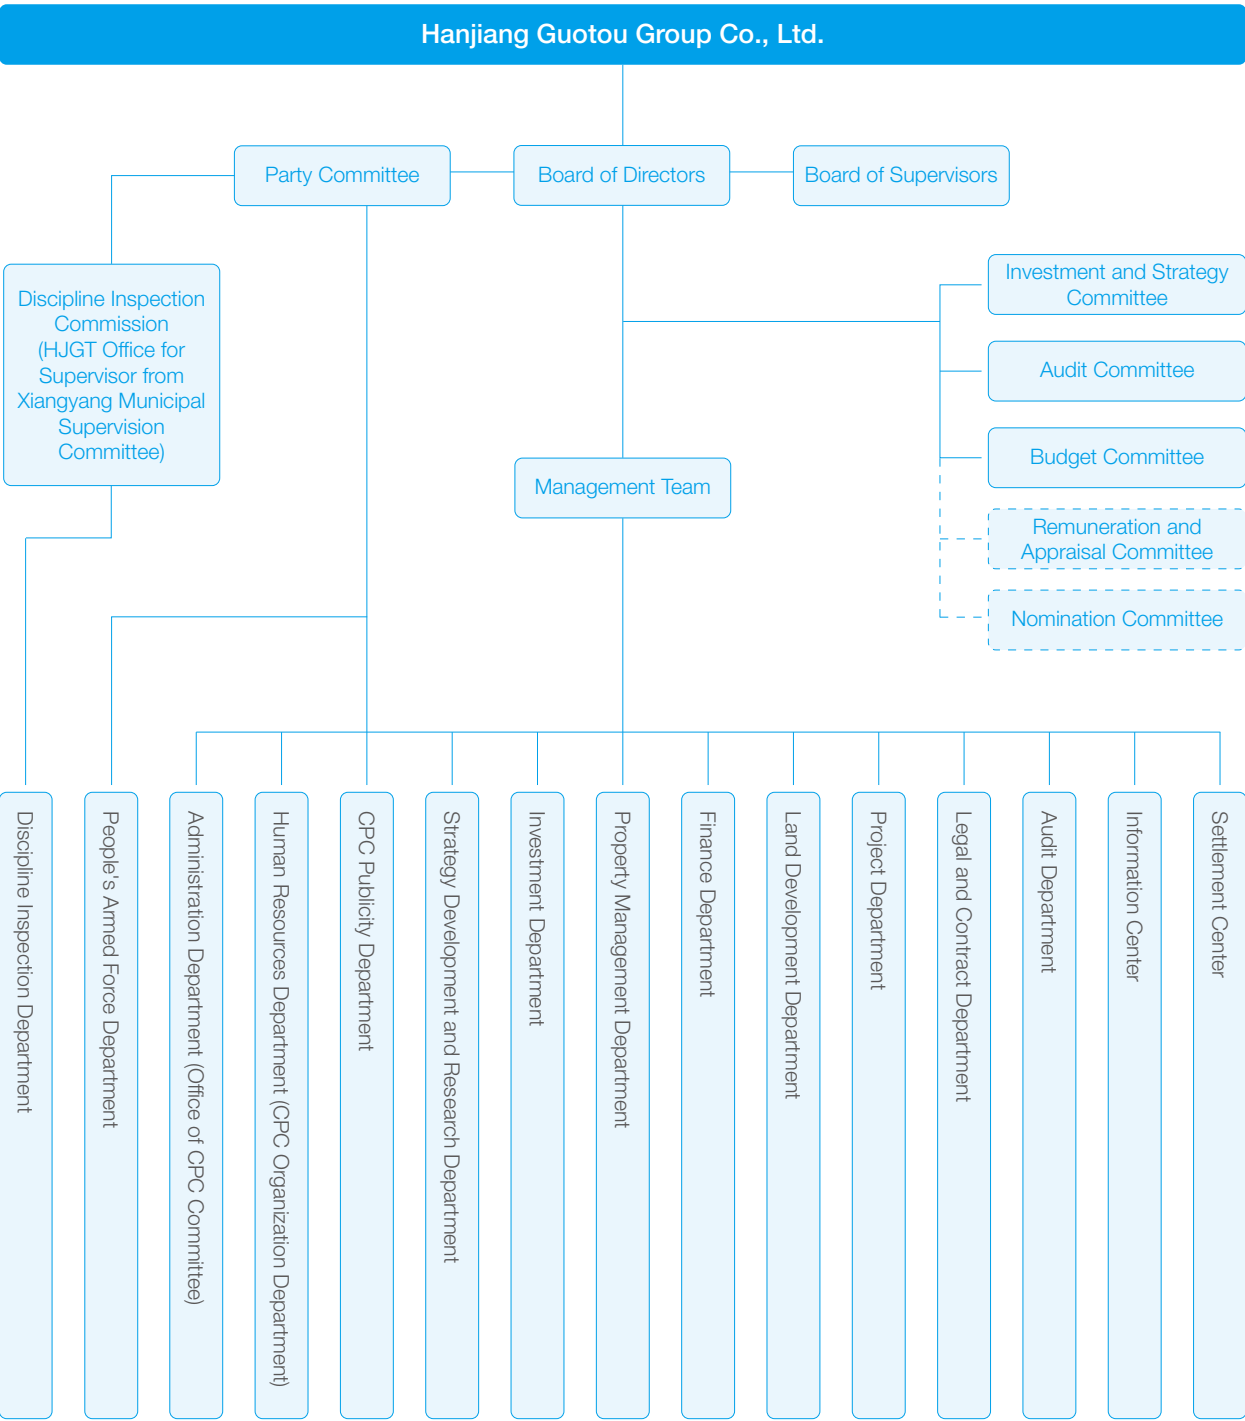 Hanjiang Guotou Group Co., Ltd.
Party Committee
Board of Directors
Board of Supervisors
Discipline Inspection
Commission
(HJGT Office for
Supervisor from
Xiangyang Municipal
Supervision
Committee)
Investment and Strategy
Committee
Audit Committee
Budget Committee
Remuneration and
Appraisal Committee
Nomination Committee
Management Team
Discipline Inspection Department
People's Armed Force Department
Administration Department (Office of CPC Committee)
Human Resources Department (CPC Organization Department)
CPC Publicity Department
Strategy Development and Research Department
Investment Department
Property Management Department
Finance Department
Land Development Department
Project Department
Legal and Contract Department
Audit Department
Information Center
Settlement Center